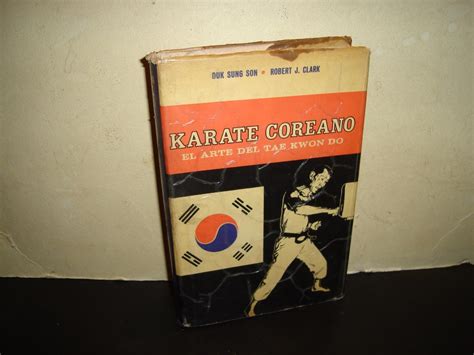 DUK SUNG SON • ROBERT J. CLARK
KARATE COREANO
EL ARTE DEL TAE KWON DO